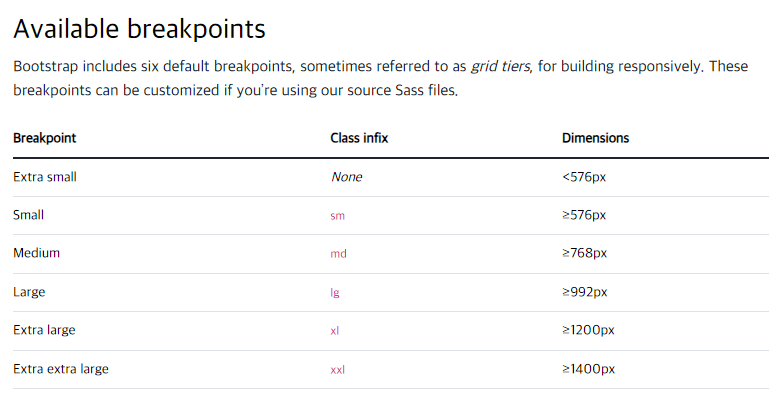 Available breakpoints
Bootstrap includes six default breakpoints, sometimes referred to as grid tiers, for building responsively. These
breakpoints can be customized if you're using our source Sass files.
Breakpoint Class infix Dimensions
Extra small None <576px
Small sm ≥576px
Medium md ≥768px
Large lg ≥992px
Extra large xl ≥1200px
Extra extra large xxl ≥1400px